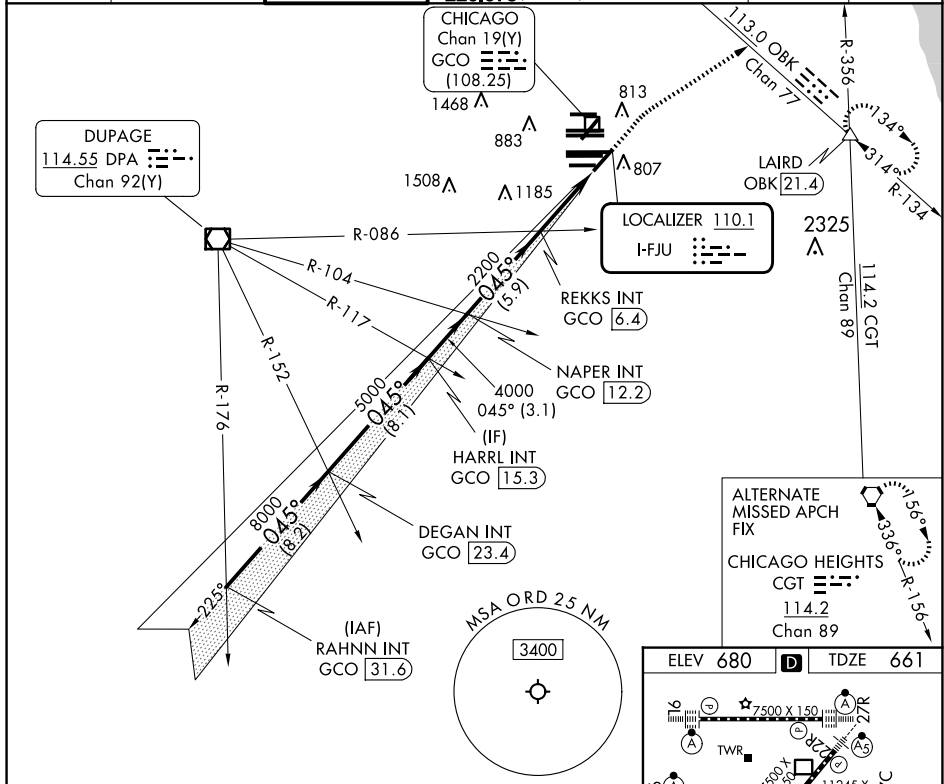 CHICAGO
Chan 19(Y)
GCO
(108.25)
113.0 OBK
Chan 77
R-356
1468
813
883
134°
314°
DUPAGE
114.55 DPA
Chan 92(Y)
807
LAIRD
OBK 21.4
R-134
1508
1185
LOCALIZER 110.1
I-FJU
2325
R-086
R-104
R-117
R-152
R-176
2200
045°
(5.9)
REKKS INT
GCO 6.4
114.2 CGT
Chan 89
NAPER INT
GCO 12.2
4000
045° (3.1)
5000
045°
(8.1)
(IF)
HARRL INT
GCO 15.3
8000
045°
(8.2)
DEGAN INT
GCO 23.4
225°
(IAF)
RAHNN INT
GCO 31.6
MSA ORD 25 NM
3400
ALTERNATE
MISSED APCH
FIX
156°
336°
CHICAGO HEIGHTS
CGT
114.2
Chan 89
R-156
ELEV 680
D
TDZE 661
9L
P
7500 X 150
A
27R
A
P
22R
A5
TWR
P